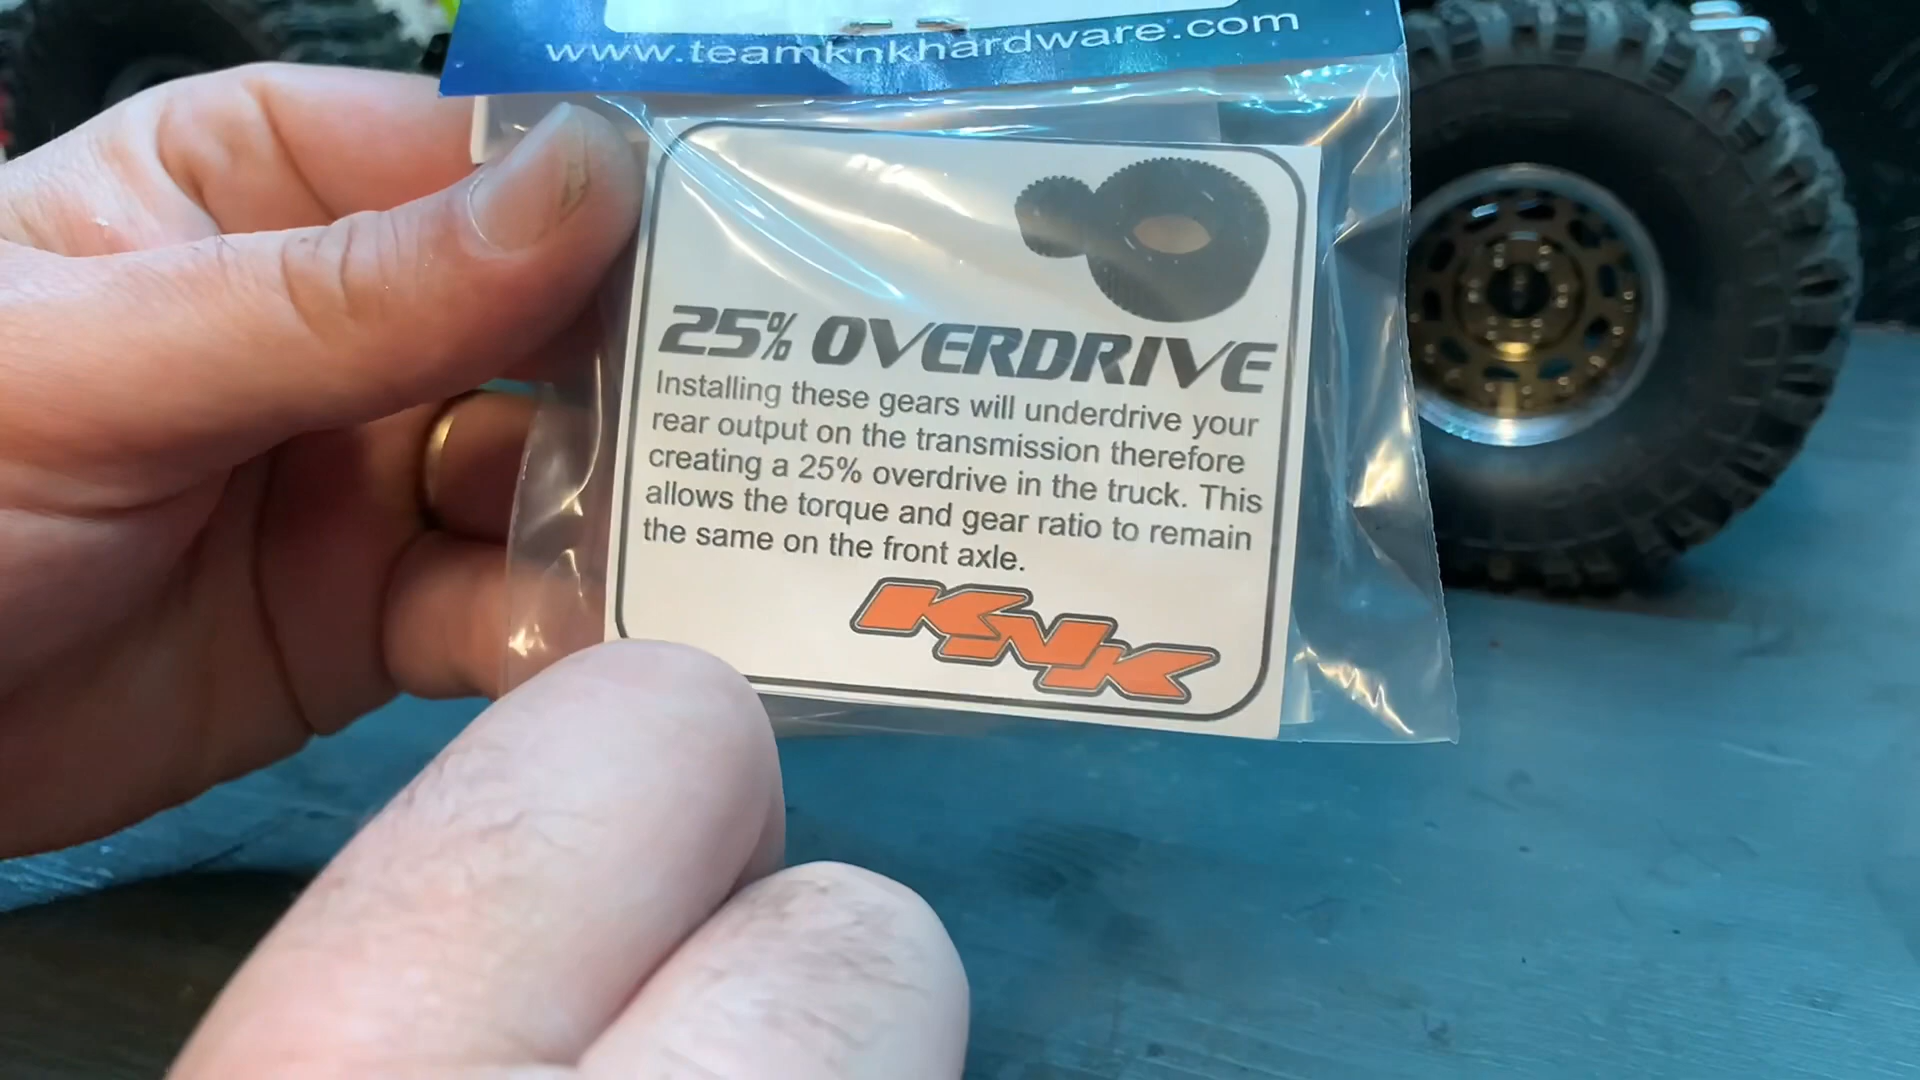 www.teamknkhardware.com
25% OVERDRIVE
Installing these gears will underdrive your
rear output on the transmission therefore
creating a 25% overdrive in the truck. This
allows the torque and gear ratio to remain
the same on the front axle.
KNK